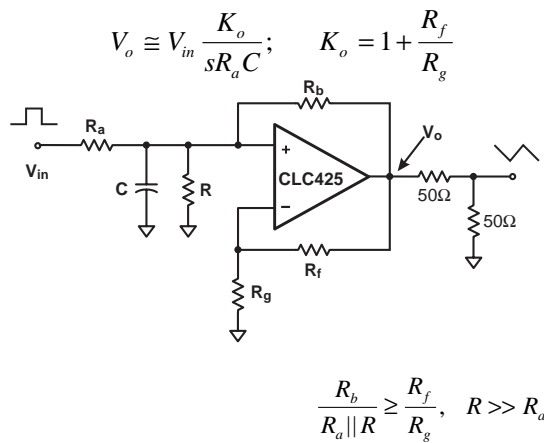 V_o ≅ V_in K_o / sR_aC; K_o = 1 + R_f / R_g
R_b
R_a
V_o
V_in
+
C
R
CLC425
50Ω
−
50Ω
R_f
R_g
R_b / R_a||R ≥ R_f / R_g, R >> R_a